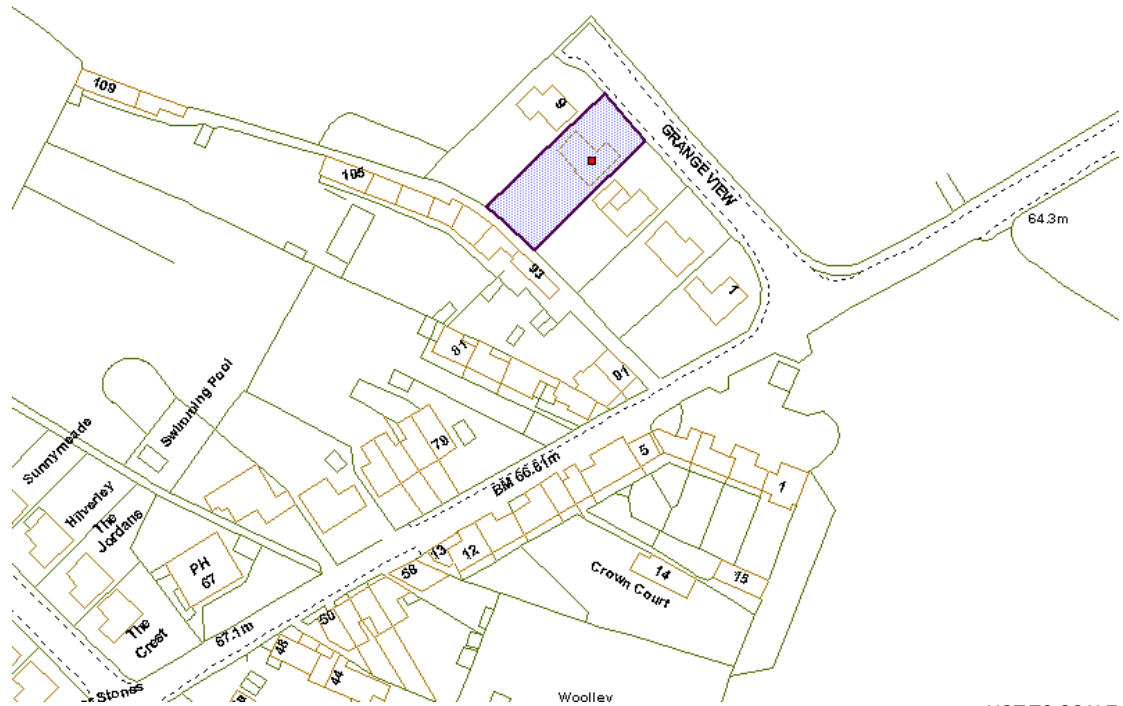 109
9
GRANGE VIEW
105
64.3m
93
1
81
91
Swimming Pool
79
Sunnymeade
BM 66.81m
5
1
Hilverley
The
Jordans
PH
67
13
12
58
14
15
Crown Court
The
Crest
67.1m
50
48
44
Stones
Woolley